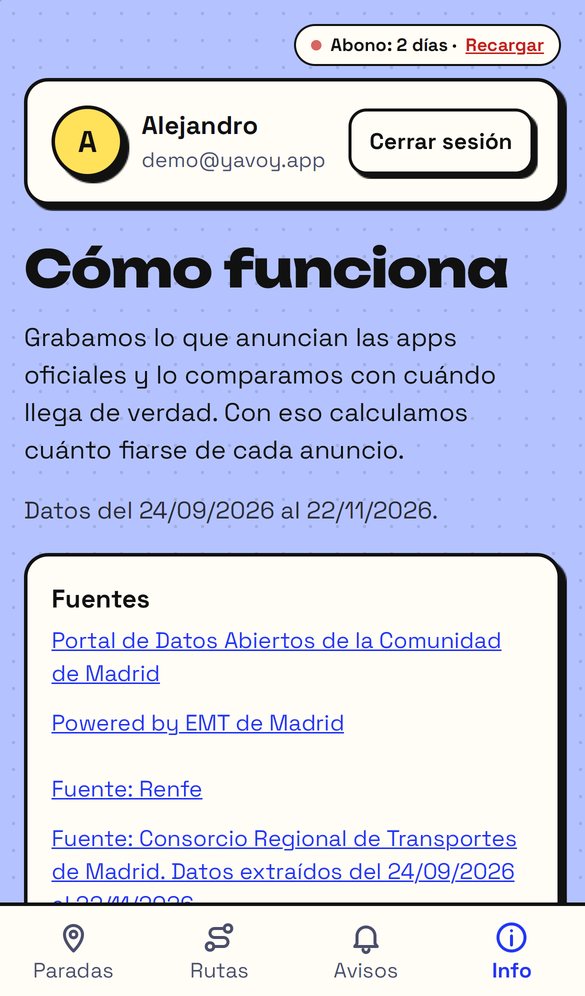 Abono: 2 días · Recargar
A
Alejandro
demo@yavoy.app
Cerrar sesión
Cómo funciona
Grabamos lo que anuncian las apps
oficiales y lo comparamos con cuándo
llega de verdad. Con eso calculamos
cuánto fiarse de cada anuncio.
Datos del 24/09/2026 al 22/11/2026.
Fuentes
Portal de Datos Abiertos de la Comunidad
de Madrid
Powered by EMT de Madrid
Fuente: Renfe
Fuente: Consorcio Regional de Transportes
de Madrid. Datos extraídos del 24/09/2026
al 22/11/2026
Paradas
Rutas
Avisos
Info